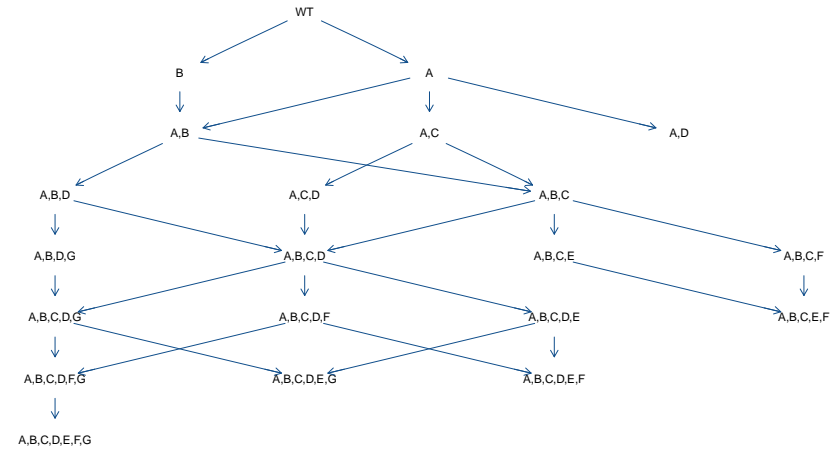 WT
B
A
A,B
A,C
A,D
A,B,D
A,C,D
A,B,C
A,B,D,G
A,B,C,D
A,B,C,E
A,B,C,F
A,B,C,D,G
A,B,C,D,F
A,B,C,D,E
A,B,C,E,F
A,B,C,D,F,G
A,B,C,D,E,G
A,B,C,D,E,F
A,B,C,D,E,F,G